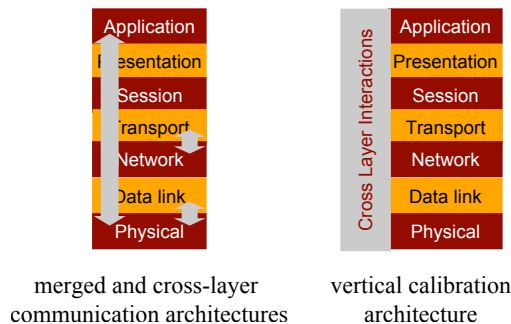 Application
Presentation
Session
Transport
Network
Data link
Physical
merged and cross-layer
communication architectures
Cross Layer Interactions
Application
Presentation
Session
Transport
Network
Data link
Physical
vertical calibration
architecture